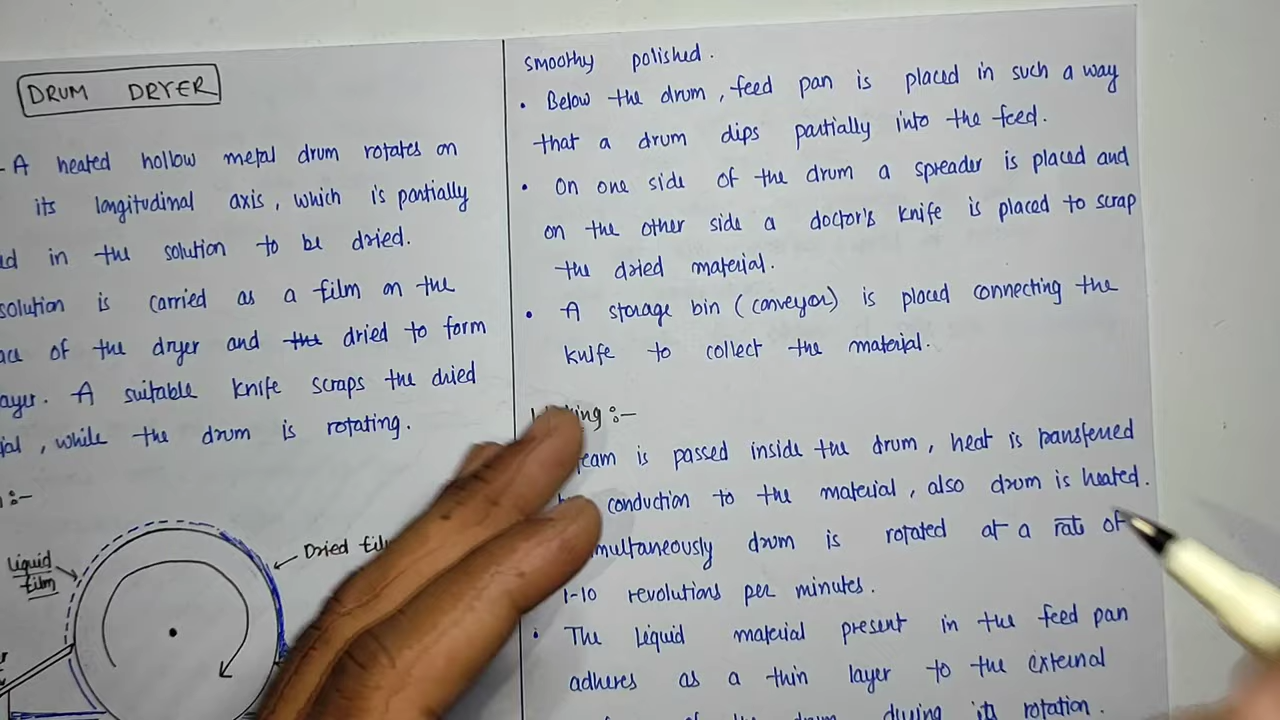 DRUM DRYER
- A heated hollow metal drum rotates on
its longitudinal axis, which is partially
in the solution to be dried.
solution is carried as a film on the
of the dryer and the dried to form
A suitable knife scraps the dried
, while the drum is rotating.
:-
Liquid
film
Dried
smoothy polished.
• Below the drum, feed pan is placed in such a way
that a drum dips partially into the feed.
• On one side of the drum a spreader is placed and
on the other side a doctor's knife is placed to scrap
the dried material.
• A storage bin (conveyor) is placed connecting the
knife to collect the material.
:-
is passed inside the drum, heat is transferred
conduction to the material, also drum is heated.
drum is rotated at a rate of
1-10 revolutions per minutes.
• The Liquid material present in the feed pan
adheres as a thin layer to the external
of the drum during its rotation.